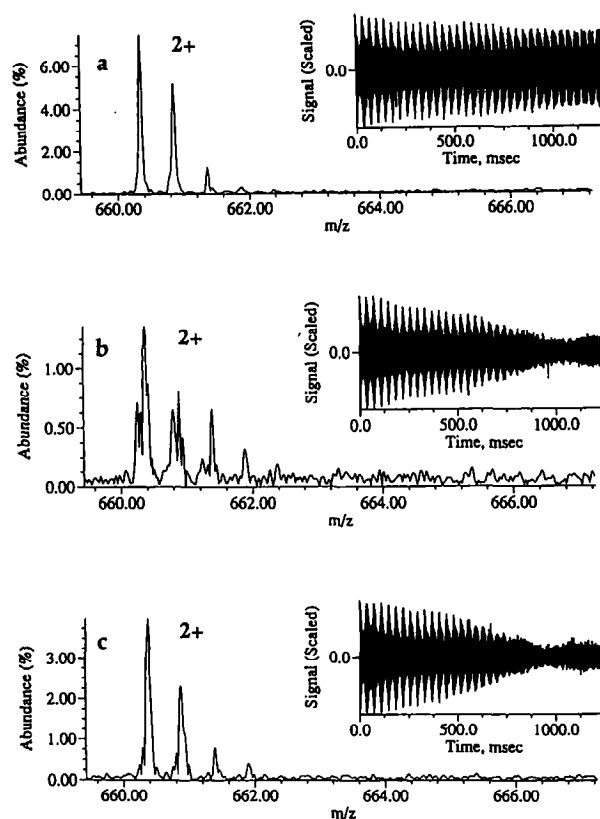 a
2+
Abundance (%)
6.00
4.00
2.00
0.00
660.00 662.00 664.00 666.00
m/z
Signal (Scaled)
0.0
0.0 500.0 1000.0
Time, msec
b
2+
Abundance (%)
1.00
0.50
0.00
660.00 662.00 664.00 666.00
m/z
Signal (Scaled)
0.0
0.0 500.0 1000.0
Time, msec
c
2+
Abundance (%)
3.00
2.00
1.00
0.00
660.00 662.00 664.00 666.00
m/z
Signal (Scaled)
0.0
0.0 500.0 1000.0
Time, msec